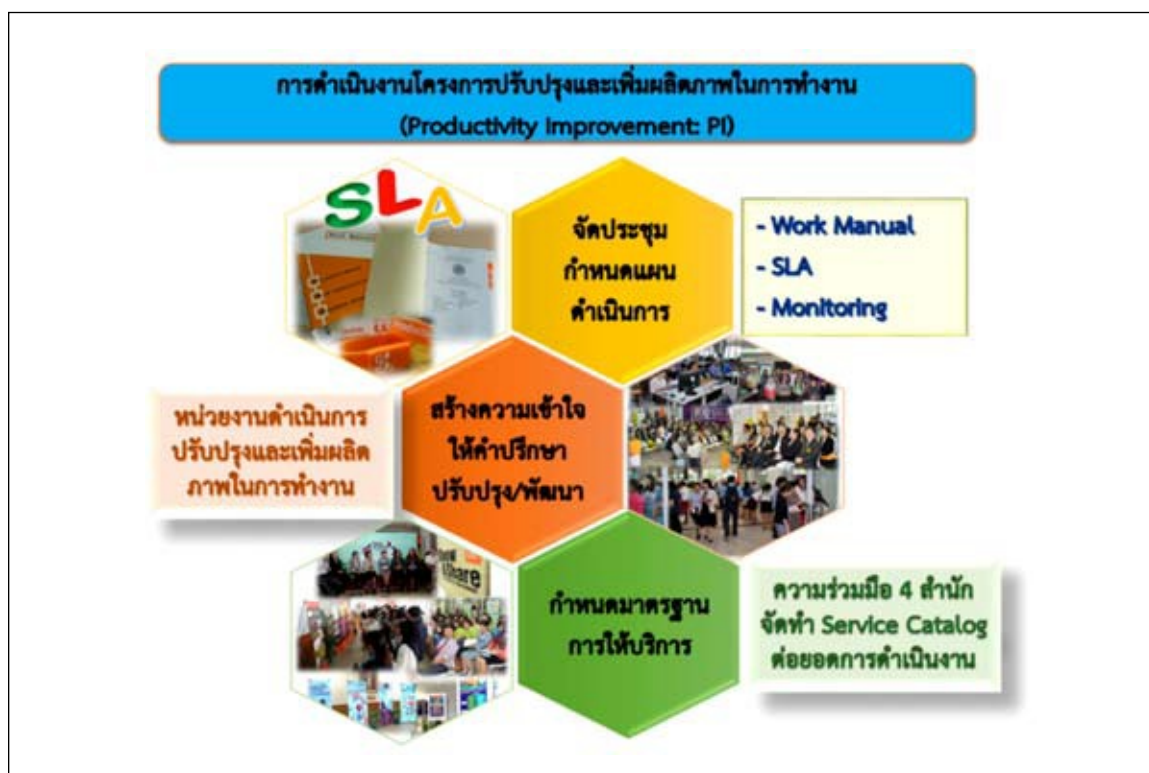 การดำเนินงานโครงการปรับปรุงและเพิ่มผลิตภาพในการทำงาน
(Productivity Improvement: PI)
SLA
จัดประชุม
กำหนดแผน
ดำเนินการ
- Work Manual
- SLA
- Monitoring
หน่วยงานดำเนินการ
ปรับปรุงและเพิ่มผลิต
ภาพในการทำงาน
สร้างความเข้าใจ
ให้คำปรึกษา
ปรับปรุง/พัฒนา
Share
กำหนดมาตรฐาน
การให้บริการ
ความร่วมมือ 4 สำนัก
จัดทำ Service Catalog
ต่อยอดการดำเนินงาน